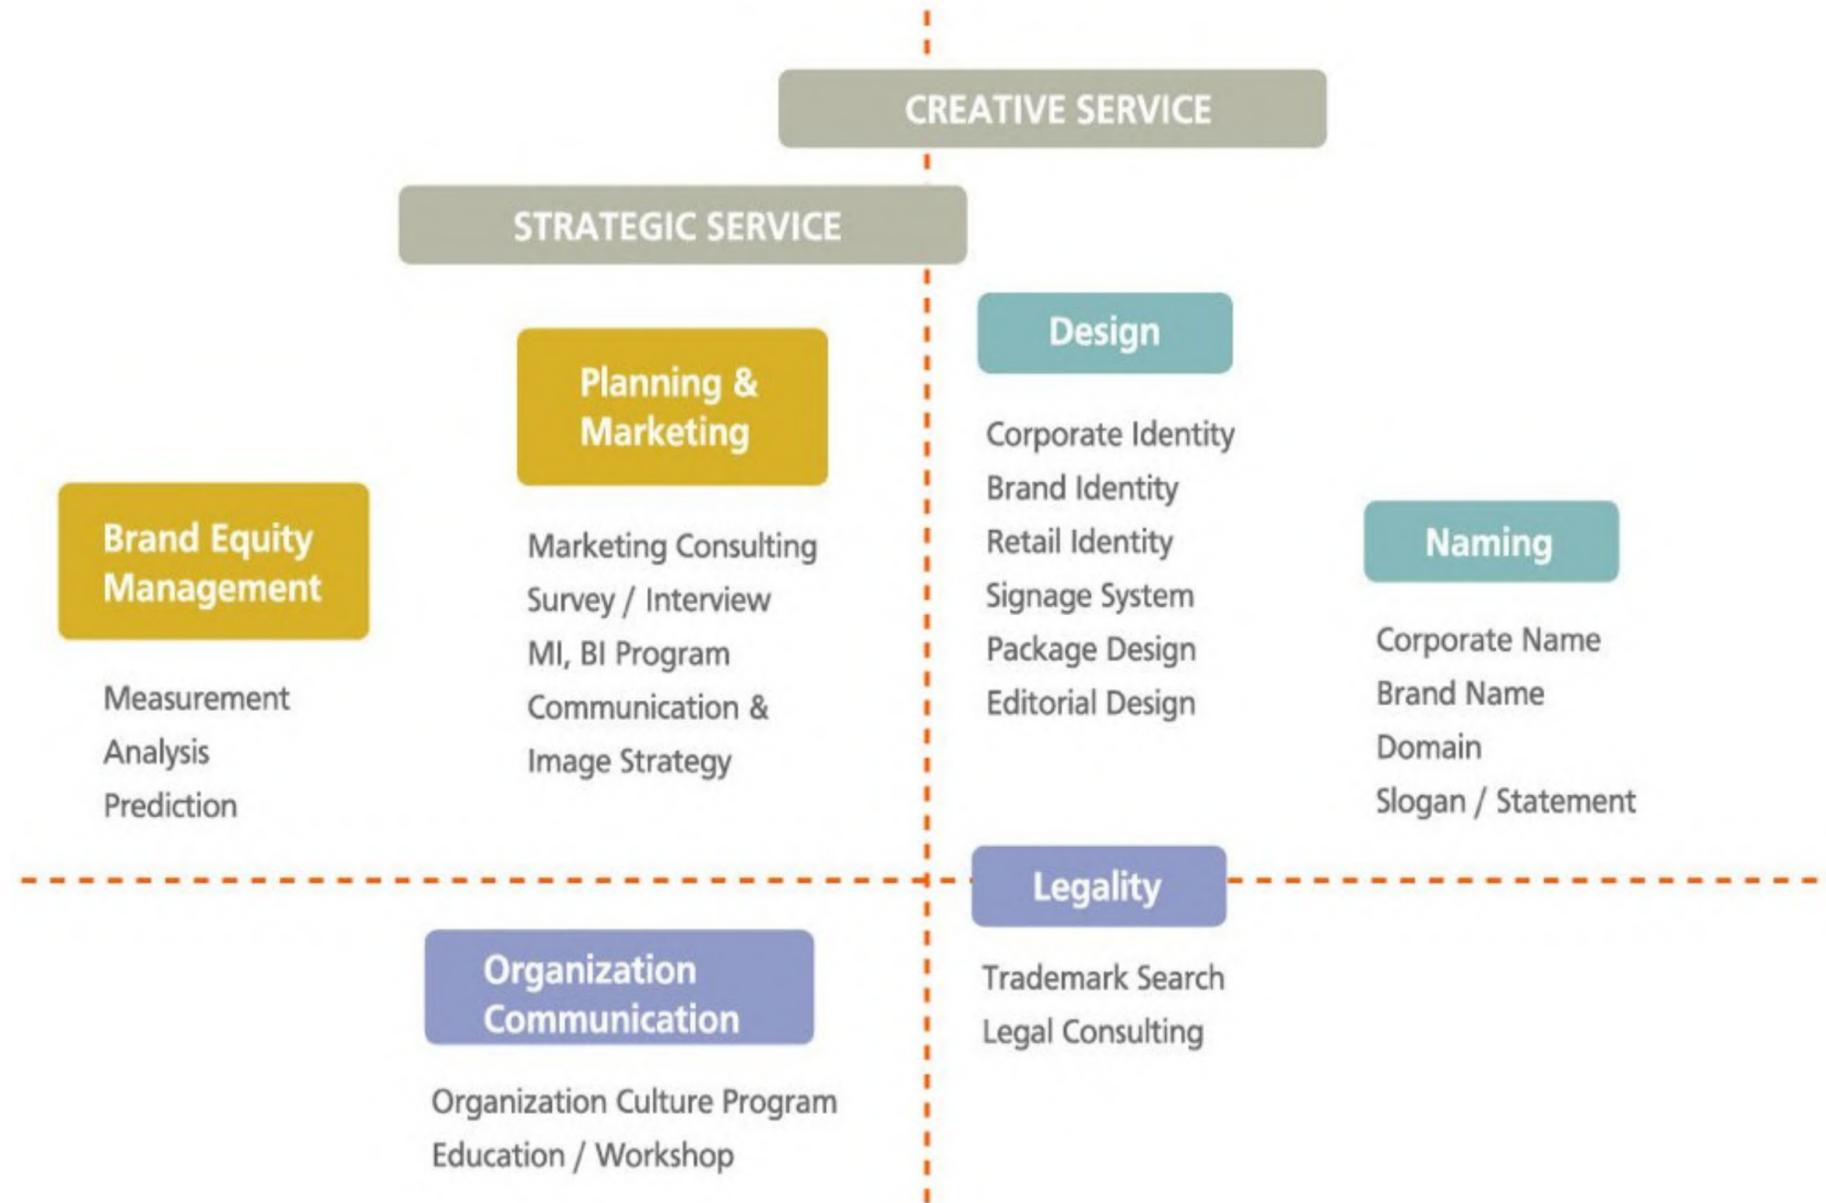 CREATIVE SERVICE
STRATEGIC SERVICE
Brand Equity
Management
Measurement
Analysis
Prediction
Planning &
Marketing
Marketing Consulting
Survey / Interview
MI, BI Program
Communication &
Image Strategy
Design
Corporate Identity
Brand Identity
Retail Identity
Signage System
Package Design
Editorial Design
Naming
Corporate Name
Brand Name
Domain
Slogan / Statement
Organization
Communication
Organization Culture Program
Education / Workshop
Legality
Trademark Search
Legal Consulting